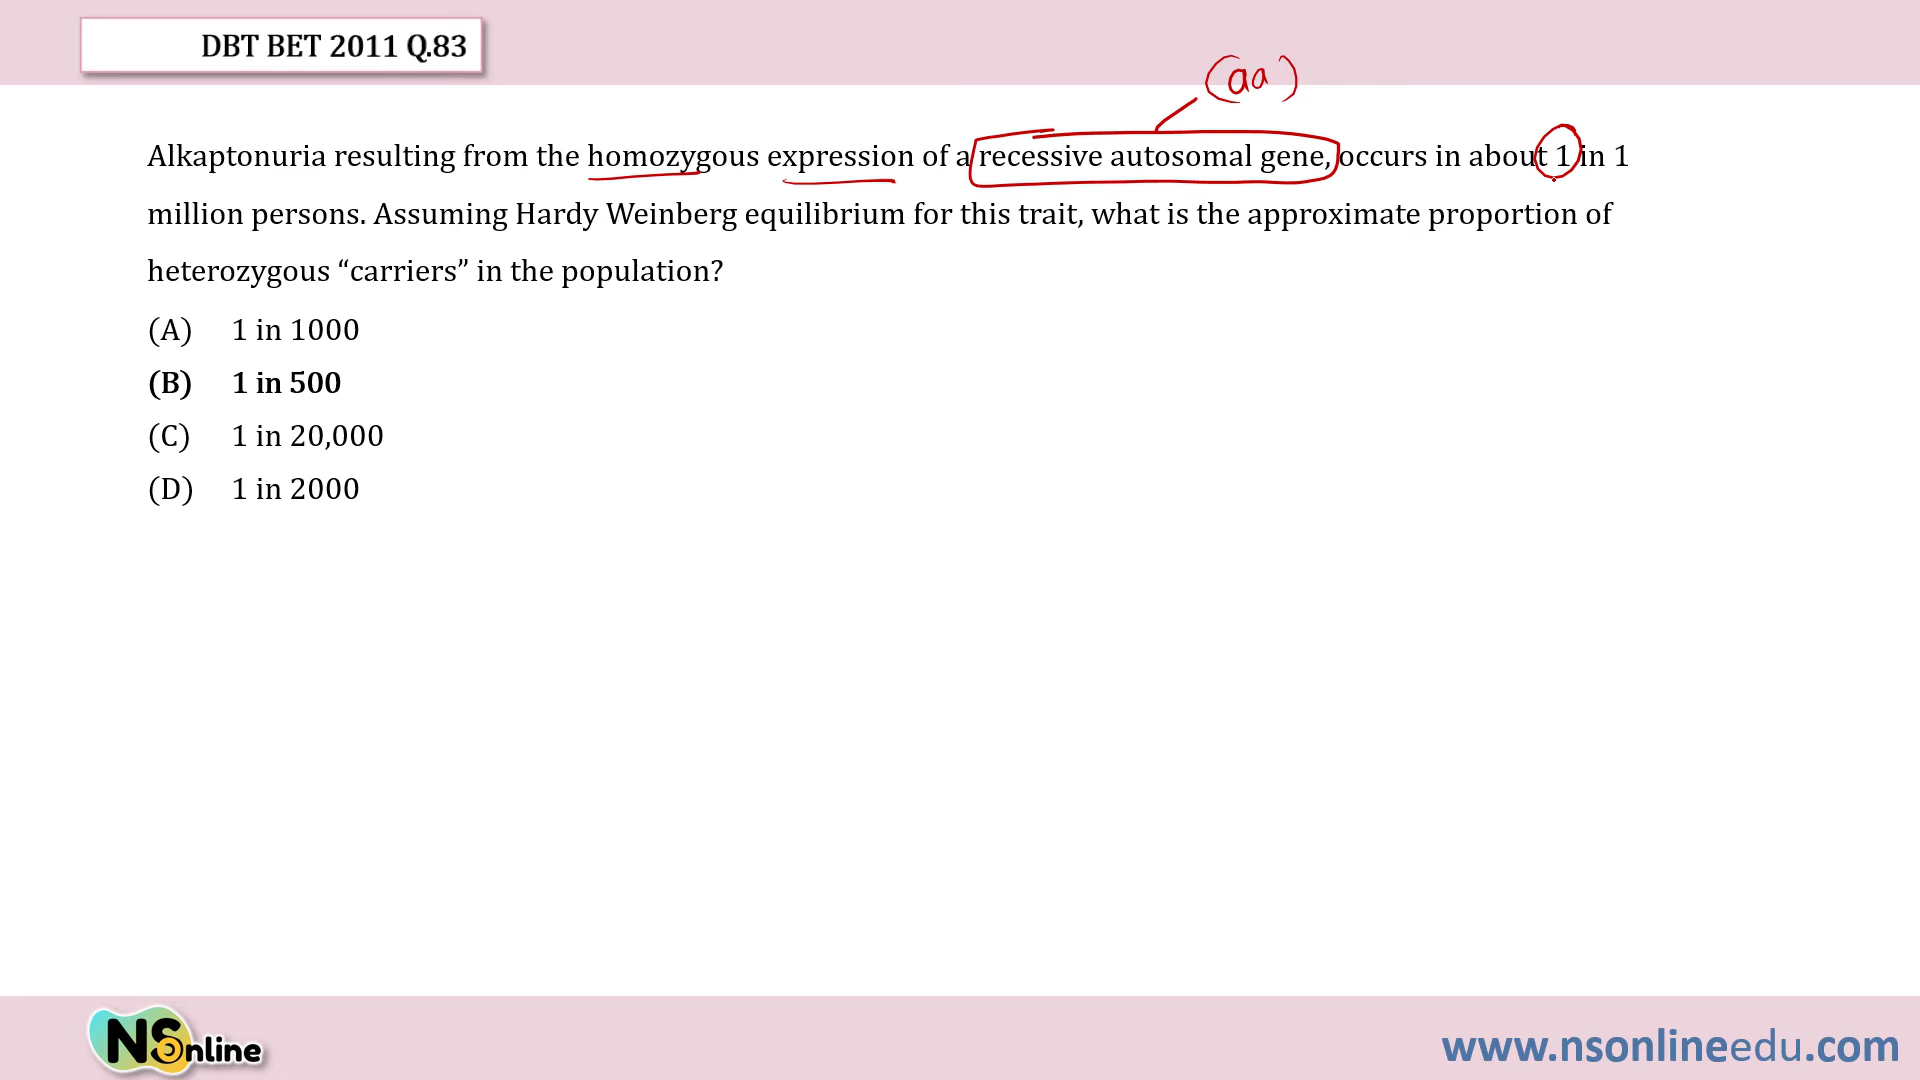 DBT BET 2011 Q.83
(aa)
Alkaptonuria resulting from the homozygous expression of a recessive autosomal gene, occurs in about 1 in 1
million persons. Assuming Hardy Weinberg equilibrium for this trait, what is the approximate proportion of
heterozygous “carriers” in the population?
(A) 1 in 1000
(B) 1 in 500
(C) 1 in 20,000
(D) 1 in 2000
NSOnline
www.nsonlineedu.com